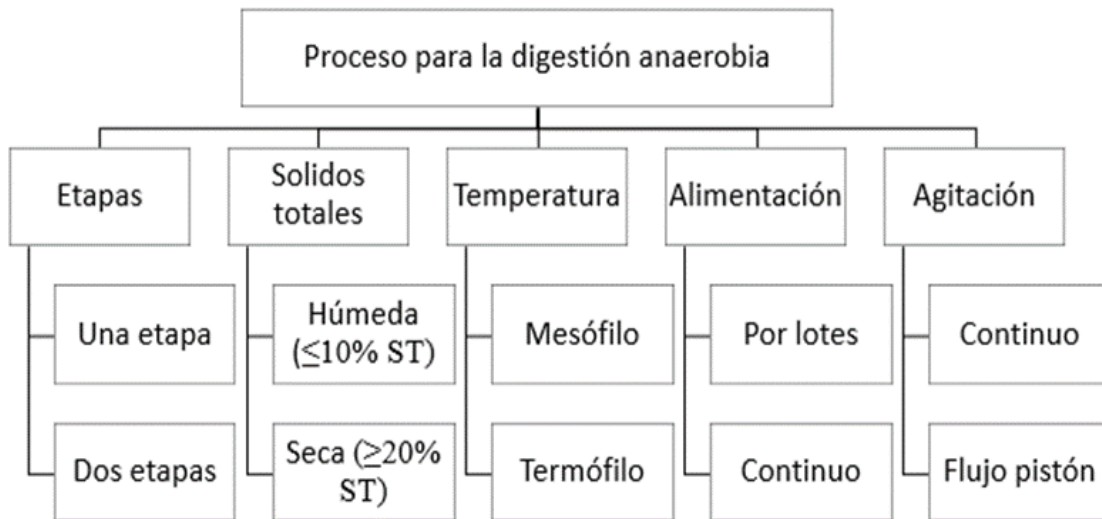 Proceso para la digestión anaerobia
Etapas
Solidos
totales
Temperatura
Alimentación
Agitación
Una etapa
Húmeda
(≤10% ST)
Mesófilo
Por lotes
Continuo
Dos etapas
Seca (≥20%
ST)
Termófilo
Continuo
Flujo pistón